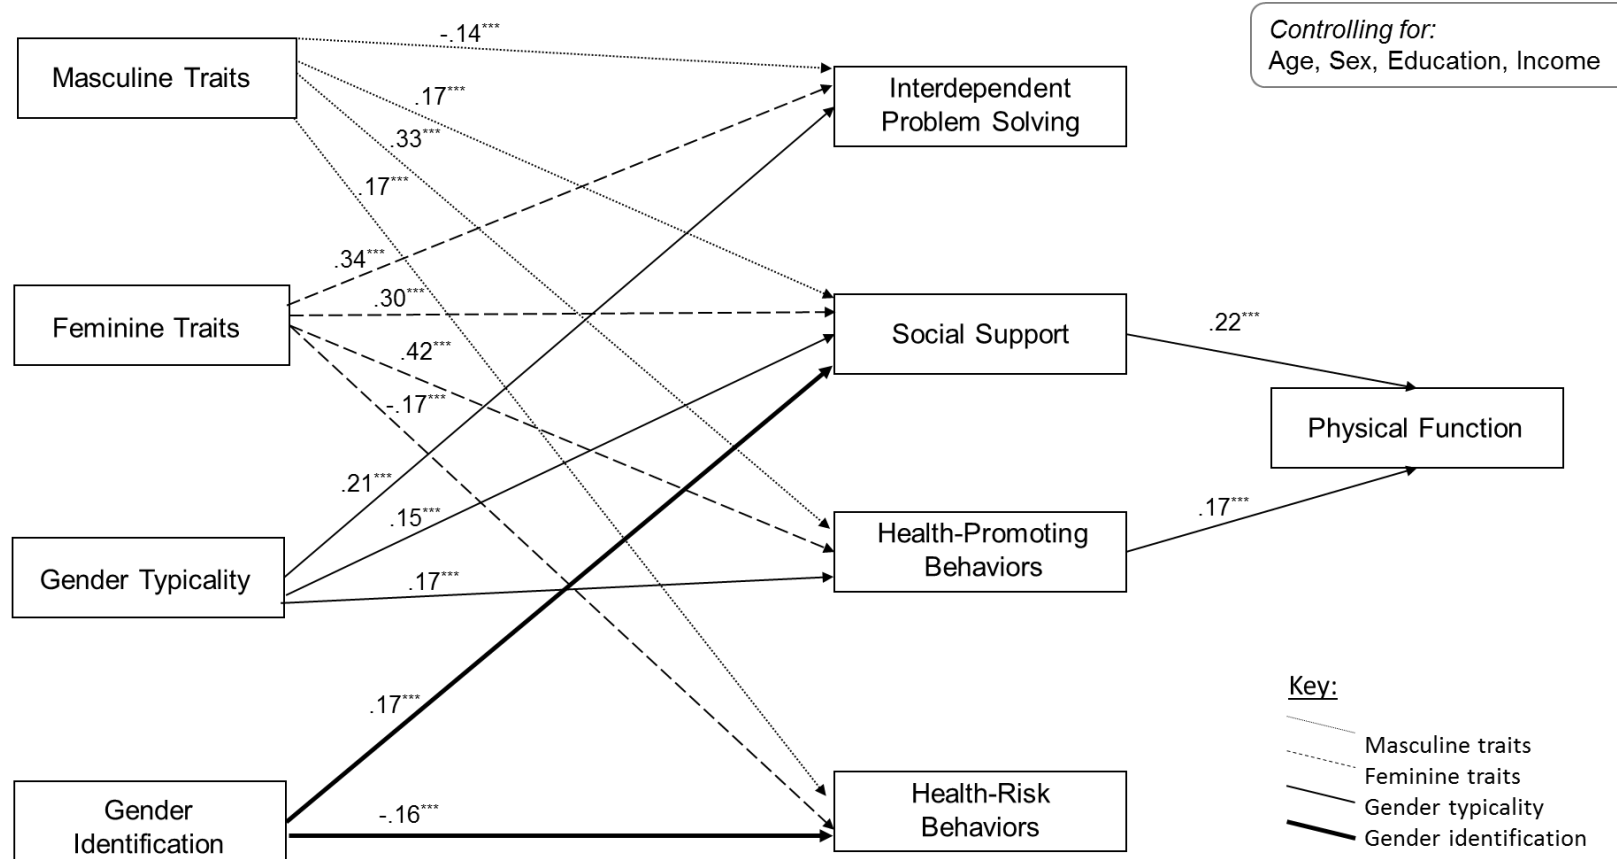 Controlling for:
Age, Sex, Education, Income
Masculine Traits
Interdependent
Problem Solving
-.14***
.17***
.33***
.17***
Feminine Traits
.34***
.30***
.42***
-.17***
Social Support
.22***
Physical Function
Gender Typicality
.21***
.15***
.17***
Health-Promoting
Behaviors
.17***
Gender
Identification
.17***
-.16***
Health-Risk
Behaviors
Key:
Masculine traits
Feminine traits
Gender typicality
Gender identification